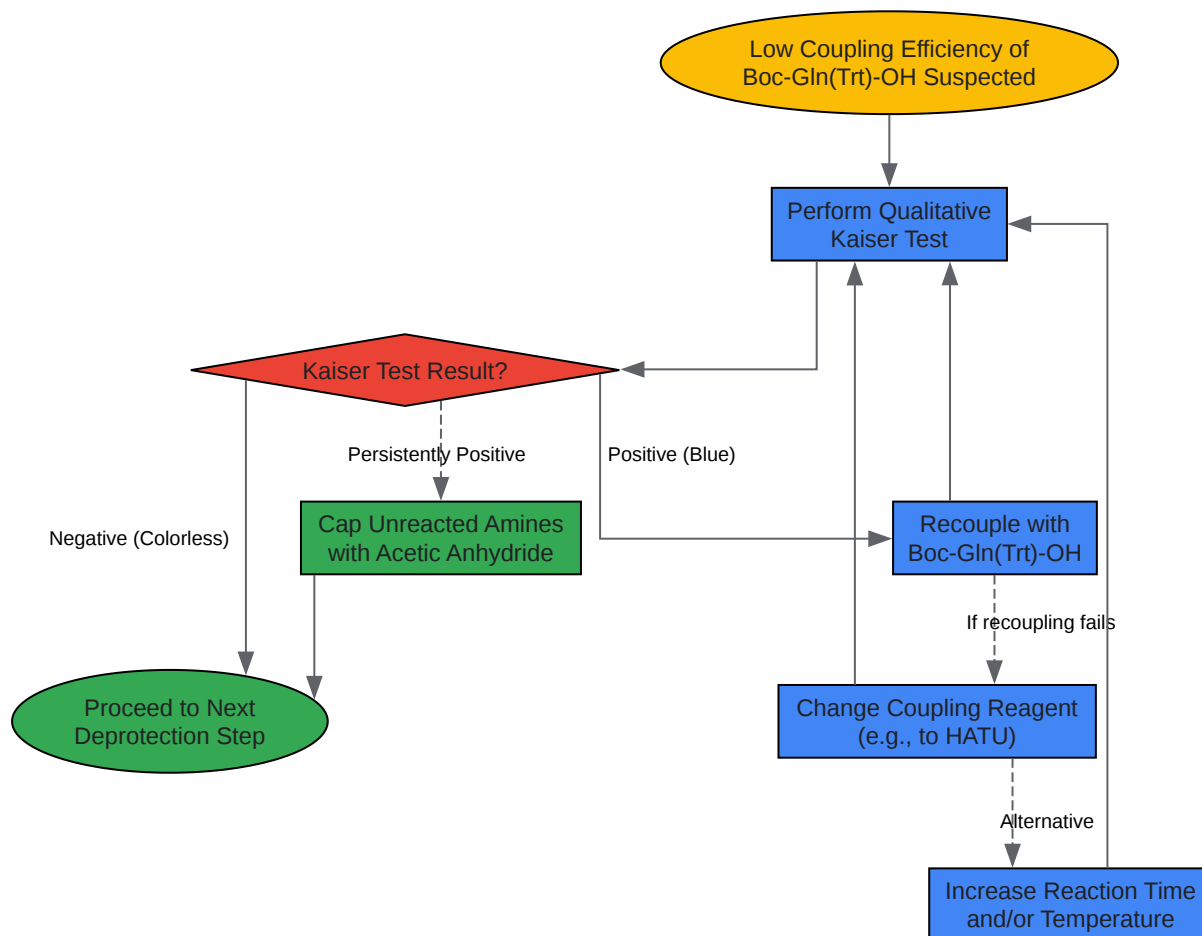 Low Coupling Efficiency of
Boc-Gln(Trt)-OH Suspected
Perform Qualitative
Kaiser Test
Kaiser Test Result?
Persistently Positive
Positive (Blue)
Negative (Colorless)
Cap Unreacted Amines
with Acetic Anhydride
Recouple with
Boc-Gln(Trt)-OH
If recoupling fails
Proceed to Next
Deprotection Step
Change Coupling Reagent
(e.g., to HATU)
Alternative
Increase Reaction Time
and/or Temperature